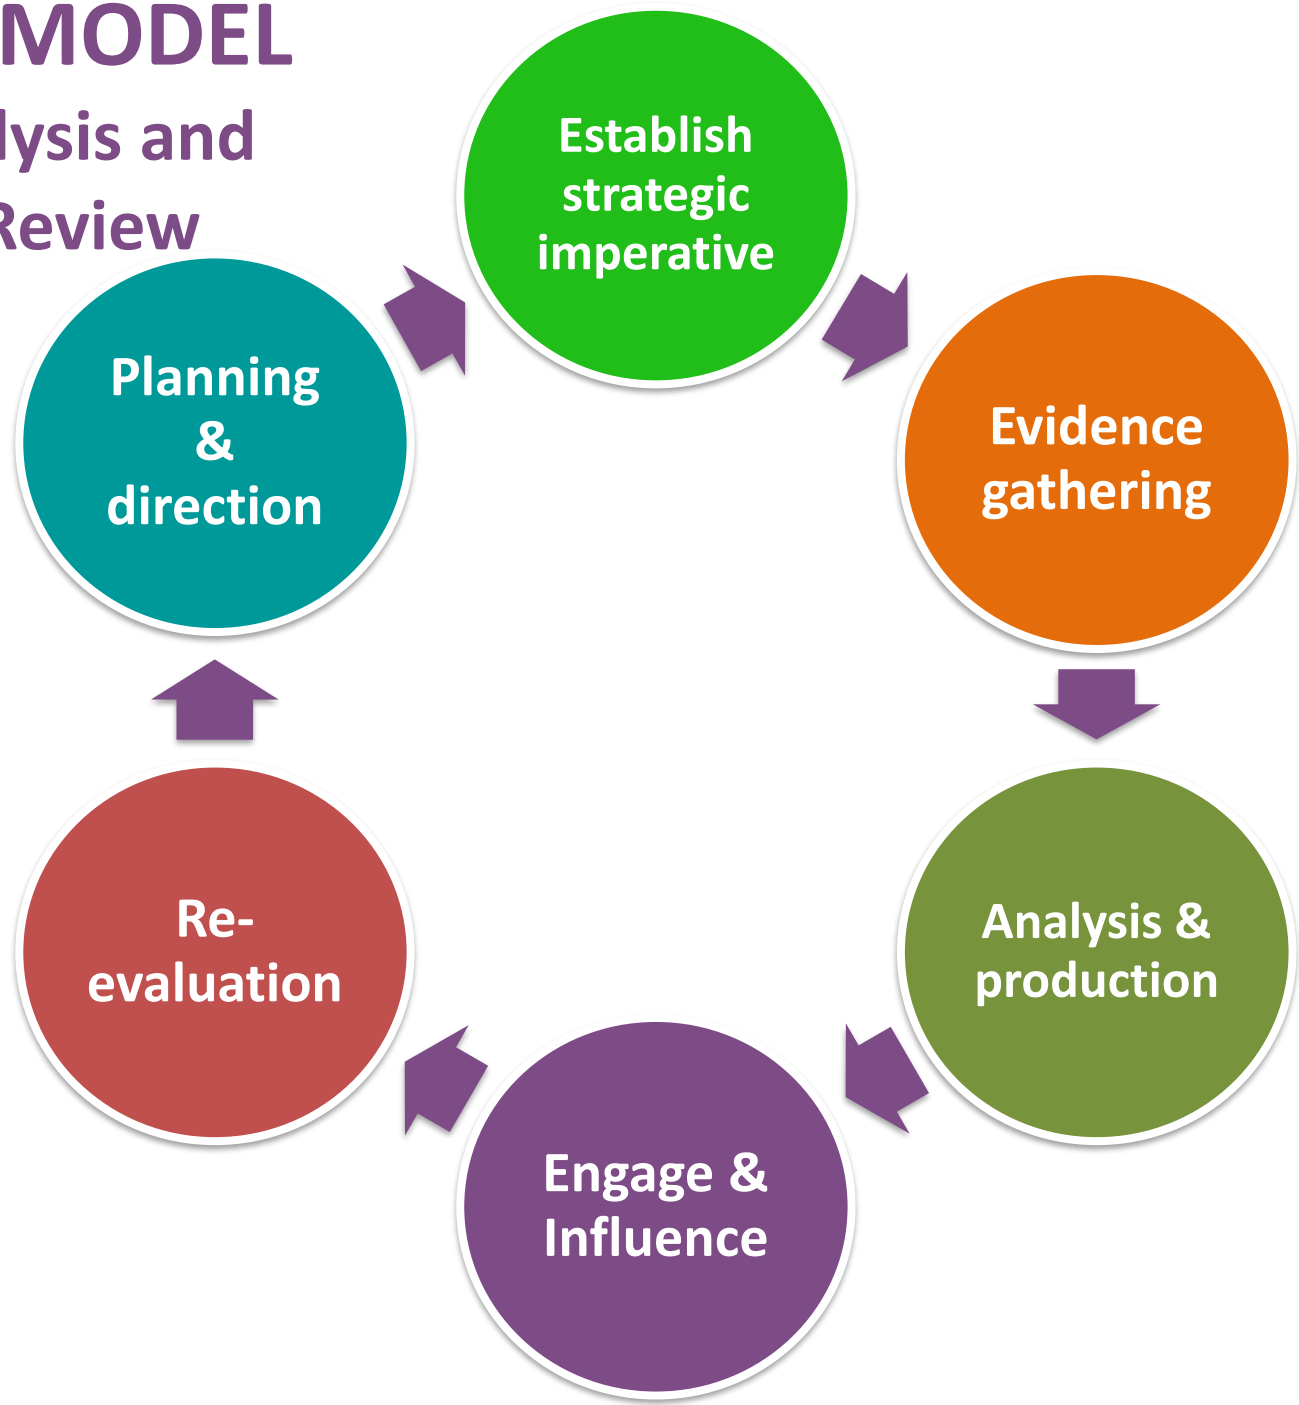 MODEL
lysis and
Review
Establish
strategic
imperative
Evidence
gathering
Analysis &
production
Engage &
Influence
Re-
evaluation
Planning
&
direction